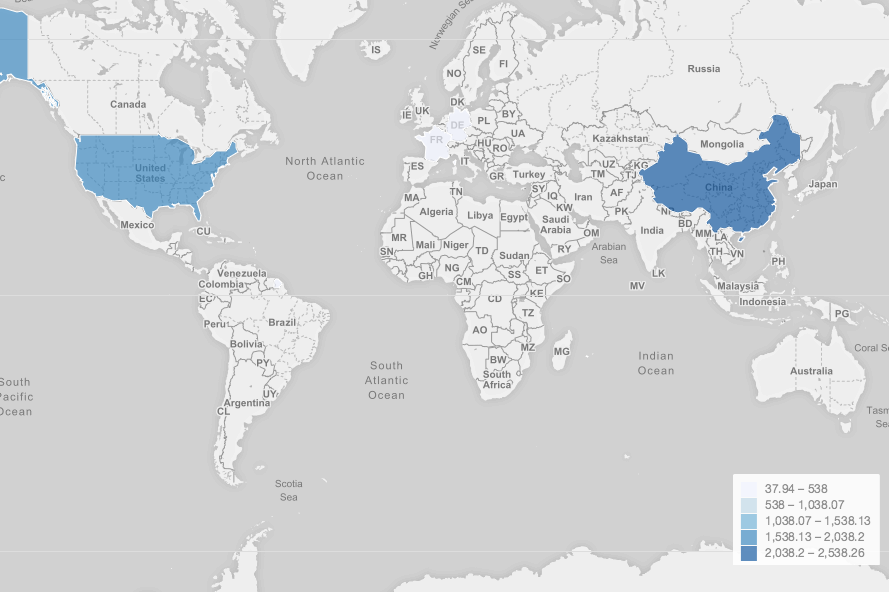 Norwegian Sea
IS
SE
FI
NO
Russia
Canada
DK
IE
UK
BY
DE
PL
UA
FR
HU
RO
Kazakhstan
Mongolia
North Atlantic
Ocean
United
States
ES
IT
GR
Turkey
UZ
KG
TM
TJ
China
Japan
MA
TN
SY
IQ
Iran
AF
Mexico
CU
Algeria
Libya
Egypt
KW
PK
Saudi
Arabia
India
BD
MR
Mali
Niger
OM
MM
LA
SN
TD
Sudan
RY
Arabian
Sea
TH
VN
PH
Venezuela
Colombia
GH
NG
SS
ET
SO
LK
CM
MV
Malaysia
EC
CD
KE
Indonesia
Peru
Brazil
TZ
PG
AO
Bolivia
MZ
MG
Coral
PY
BW
Indian
Ocean
South
Atlantic
Ocean
South
Africa
Australia
South
Pacific
Ocean
UY
Argentina
CL
Scotia
Sea
37.94 – 538
538 – 1,038.07
1,038.07 – 1,538.13
1,538.13 – 2,038.2
2,038.2 – 2,538.26